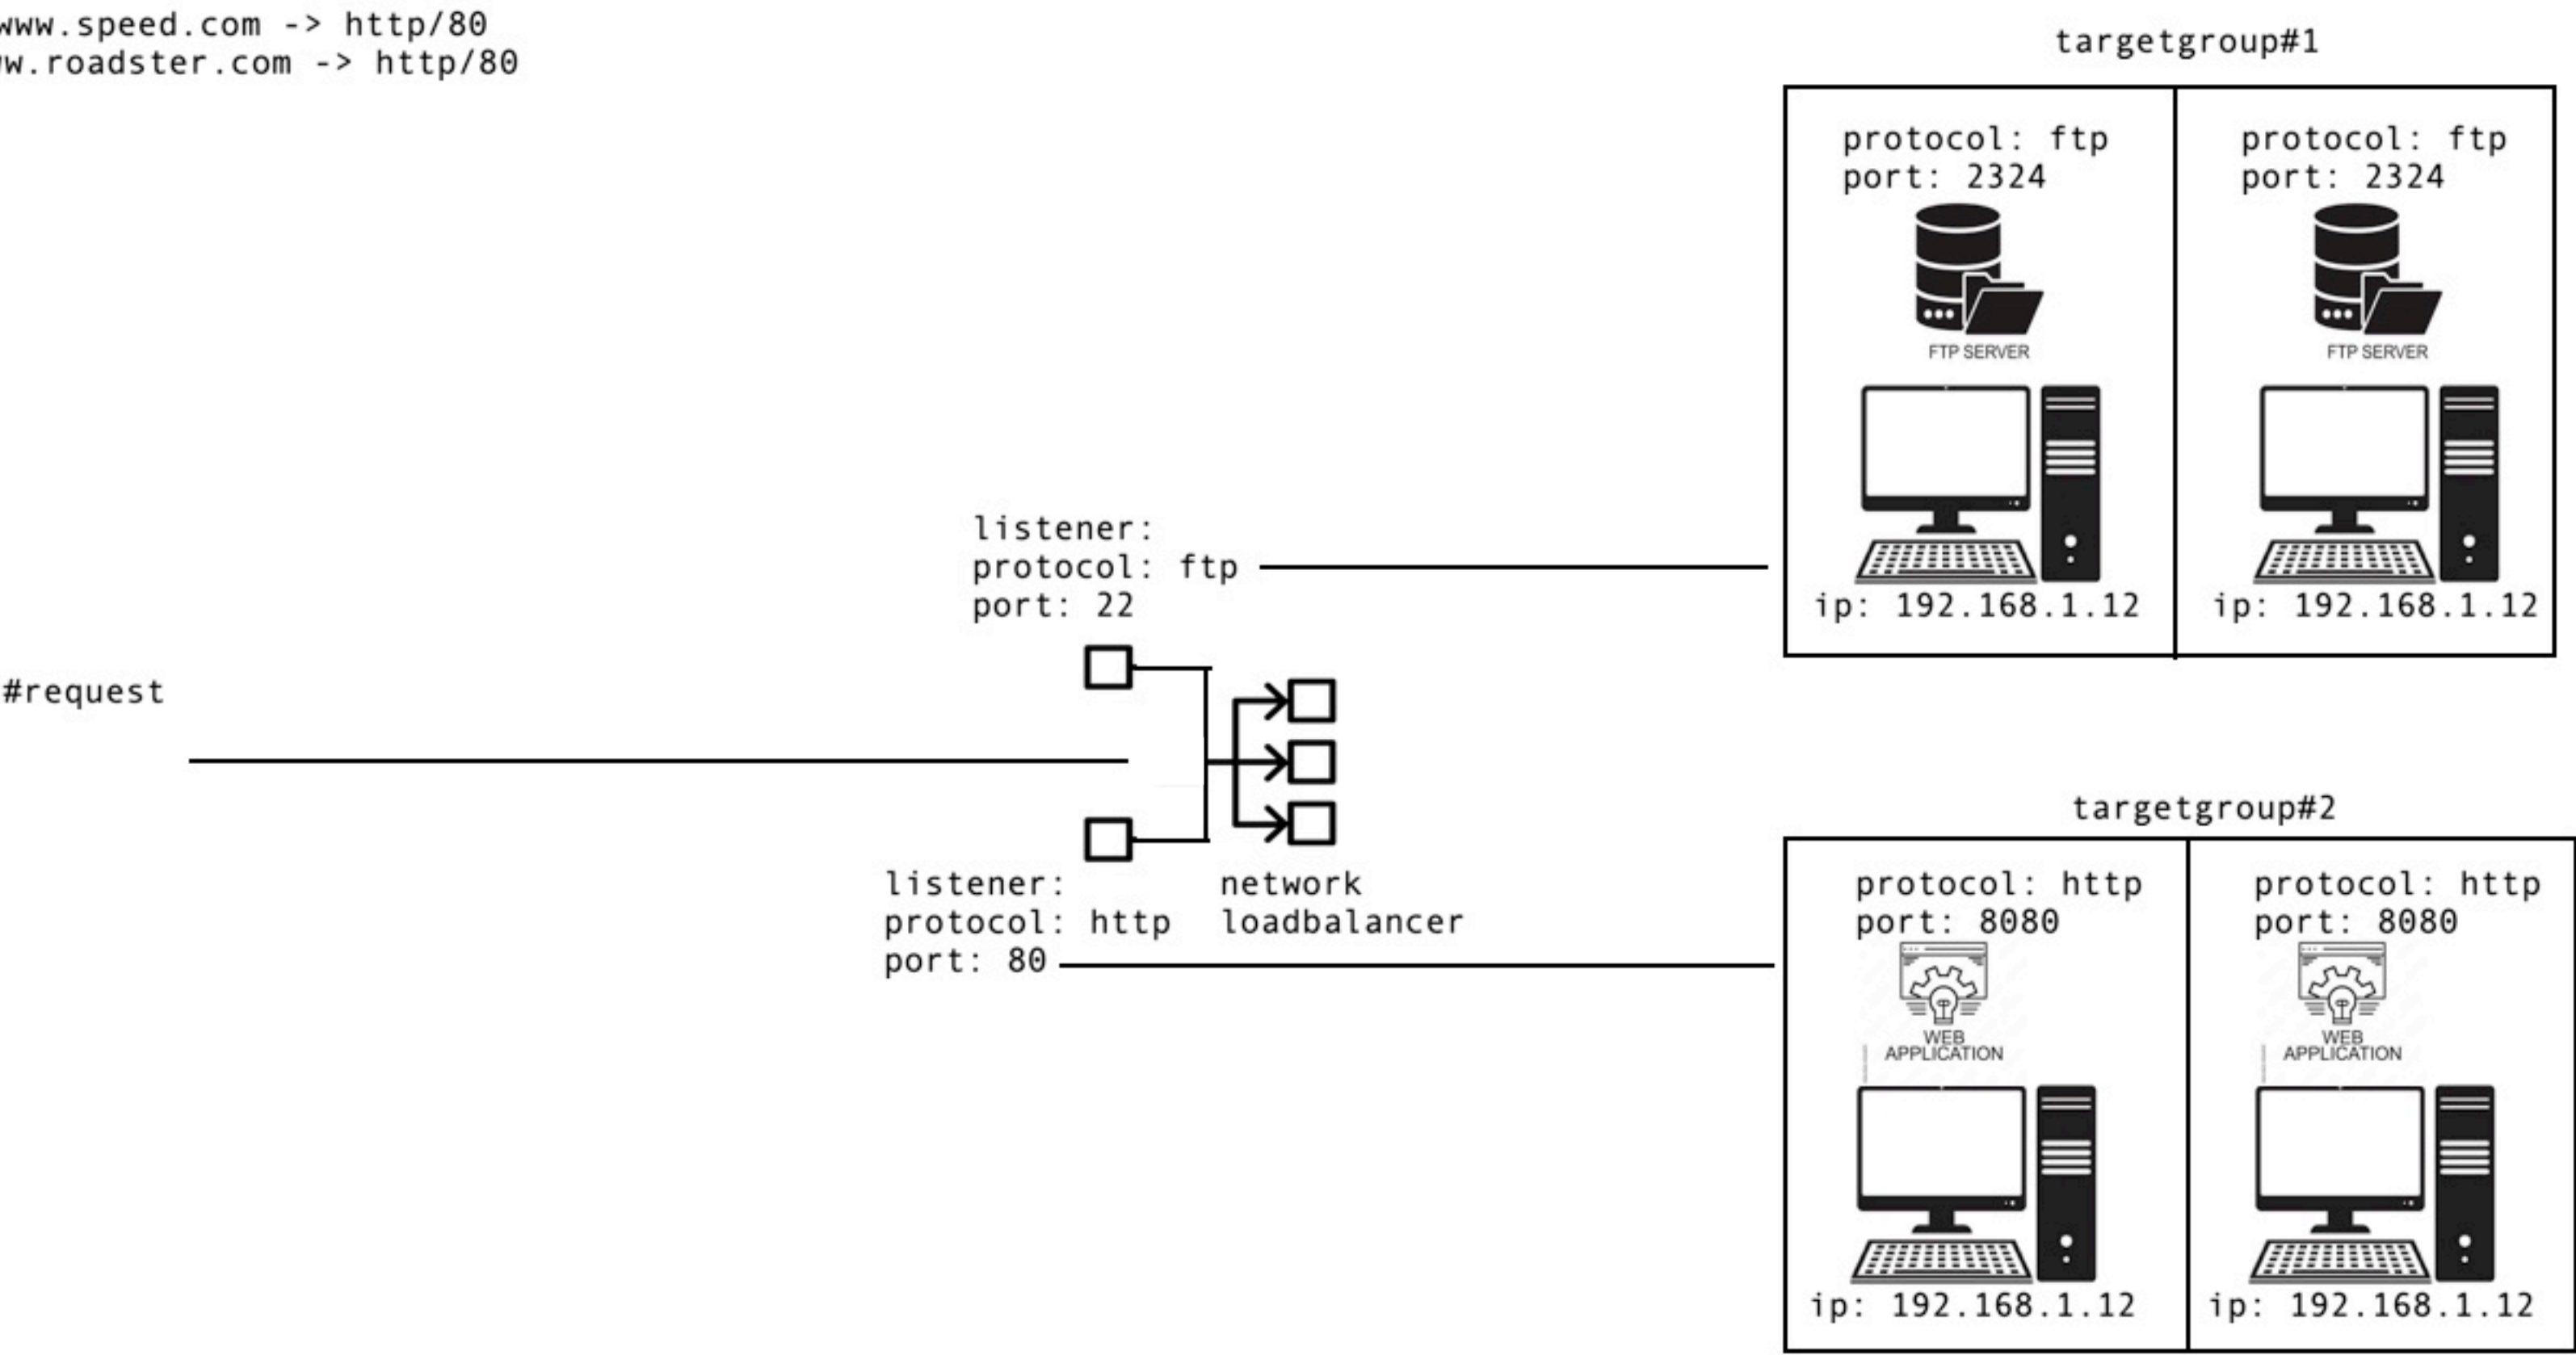 www.speed.com -> http/80
w.roadster.com -> http/80
targetgroup#1
protocol: ftp
port: 2324
FTP SERVER
ip: 192.168.1.12
protocol: ftp
port: 2324
FTP SERVER
ip: 192.168.1.12
listener:
protocol: ftp
port: 22
#request
listener:
protocol: http
port: 80
network
loadbalancer
targetgroup#2
protocol: http
port: 8080
WEB
APPLICATION
ip: 192.168.1.12
protocol: http
port: 8080
WEB
APPLICATION
ip: 192.168.1.12